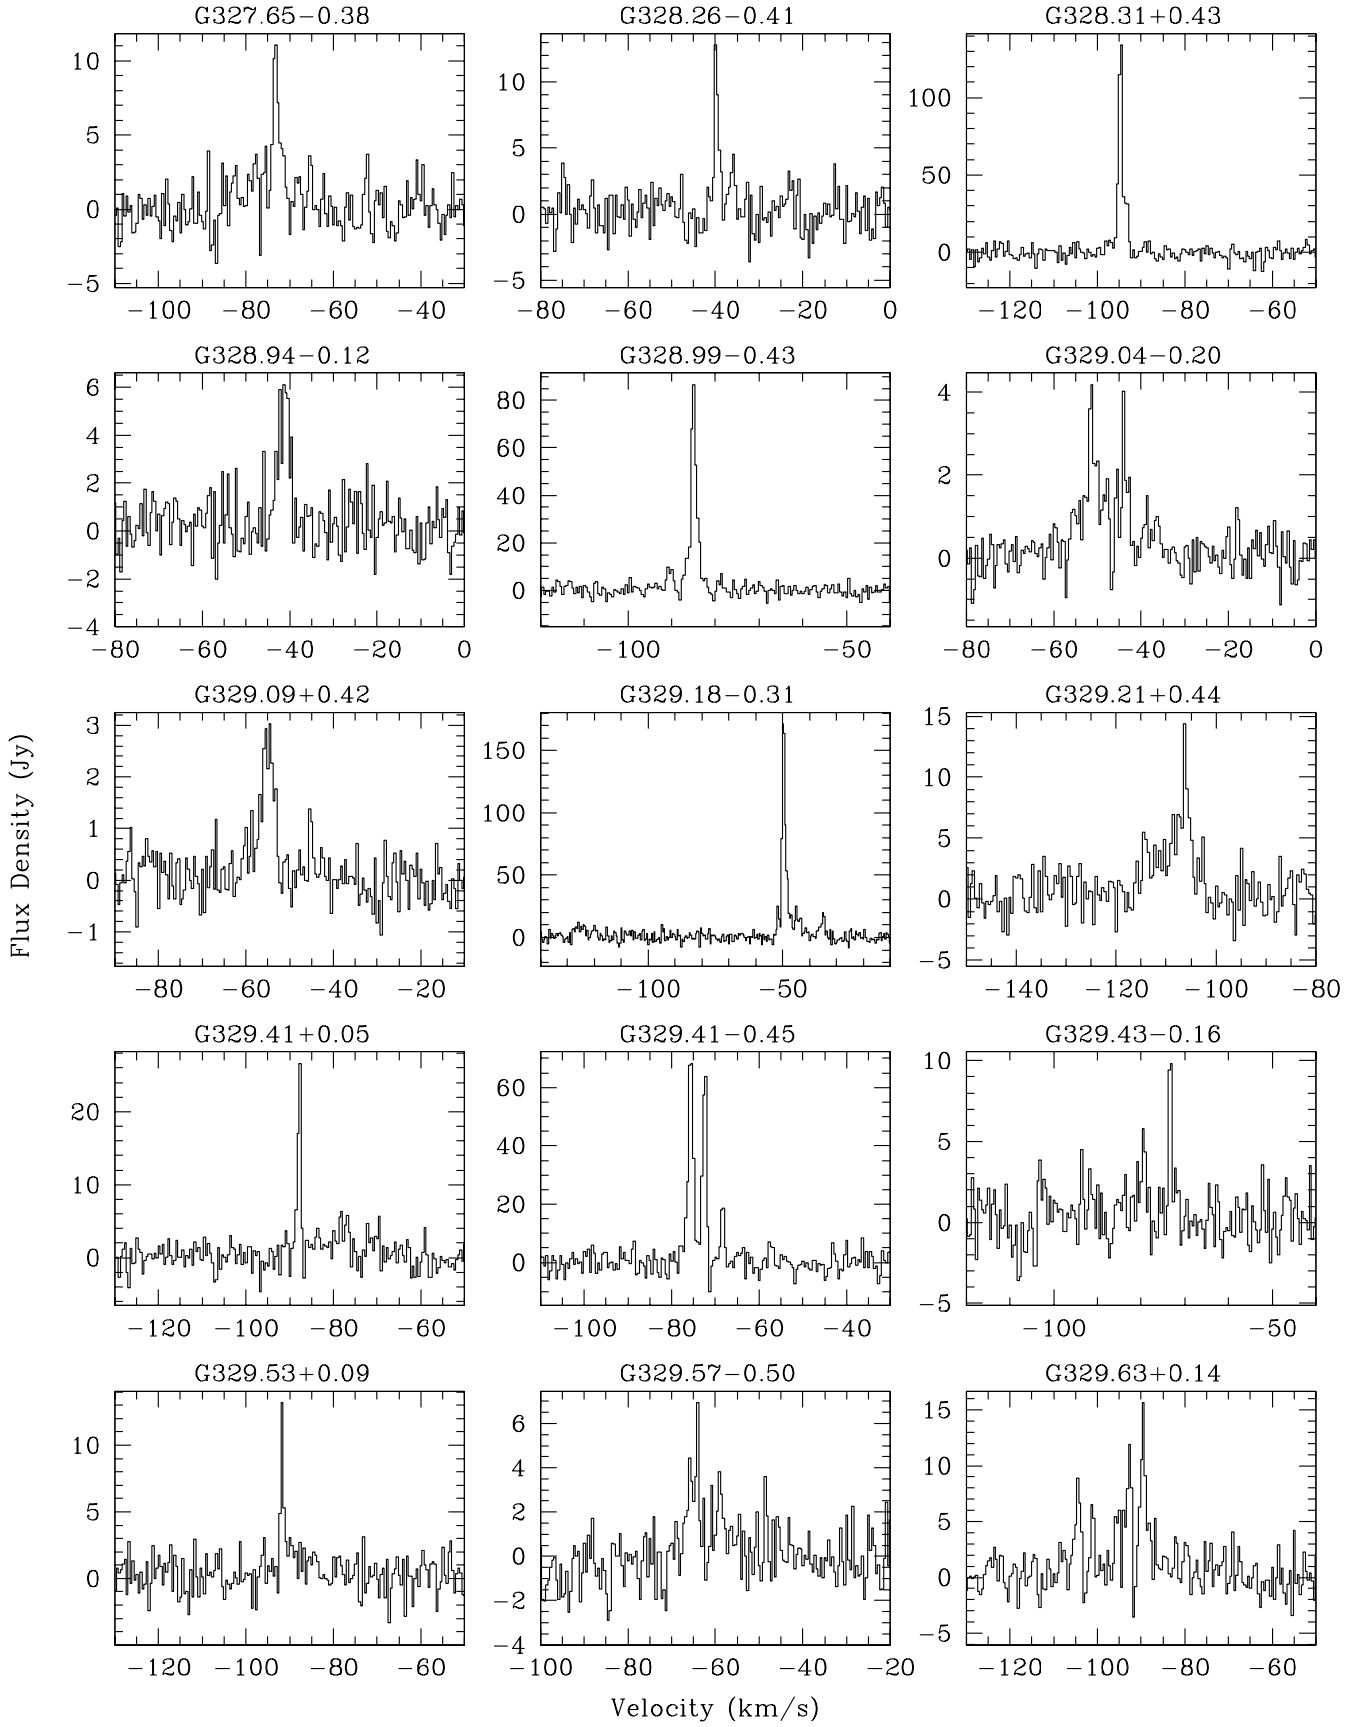 G327.65−0.38 G328.26−0.41 G328.31+0.43
10 10 100
5 5 50
0 0 0
−5 −5
−100 −80 −60 −40 −80 −60 −40 −20 0 −120 −100 −80 −60
G328.94−0.12 G328.99−0.43 G329.04−0.20
6 80 4
4 60
2 40 2
0 20
−2 0 0
−4
−80 −60 −40 −20 0 −100 −50 −80 −60 −40 −20 0
G329.09+0.42 G329.18−0.31 G329.21+0.44
3 150 15
2 100 10
1 50 5
0 0 0
−1 −5
−80 −60 −40 −20 −100 −50 −140 −120 −100 −80
Flux Density (Jy)
G329.41+0.05 G329.41−0.45 G329.43−0.16
20 60 10
10 40 5
0 20 0
0 −5
−120 −100 −80 −60 −100 −80 −60 −40 −100 −50
G329.53+0.09 G329.57−0.50 G329.63+0.14
10 6 15
5 4 10
0 2 5
0 0
−2 −5
−4
−120 −100 −80 −60 −100 −80 −60 −40 −20 −120 −100 −80 −60
Velocity (km/s)